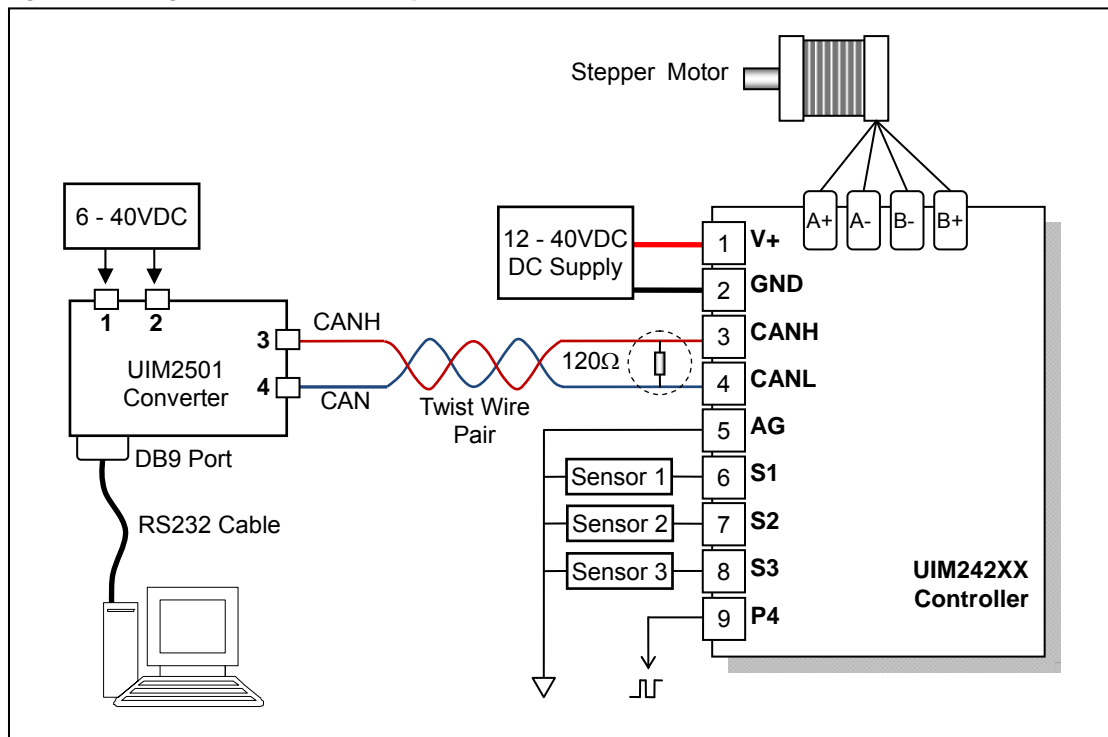 Stepper Motor
A+ A- B- B+
6 - 40VDC
12 - 40VDC
DC Supply
1 V+
2 GND
3 CANH
4 CANL
5 AG
6 S1
7 S2
8 S3
9 P4
1 2
3 CANH
4 CAN
UIM2501
Converter
120Ω
Twist Wire
Pair
DB9 Port
RS232 Cable
Sensor 1
Sensor 2
Sensor 3
UIM242XX
Controller